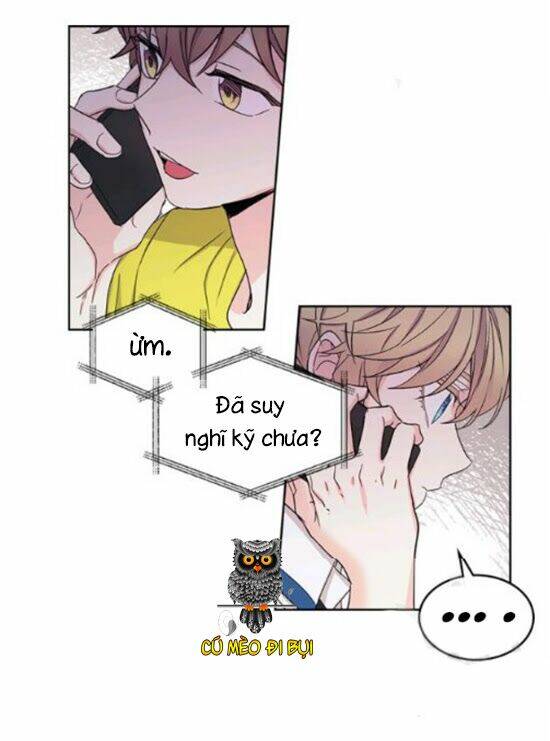 ừm.
Đã suy
nghĩ kỹ chưa?
... .
CÚ MÈO ĐI BỤI